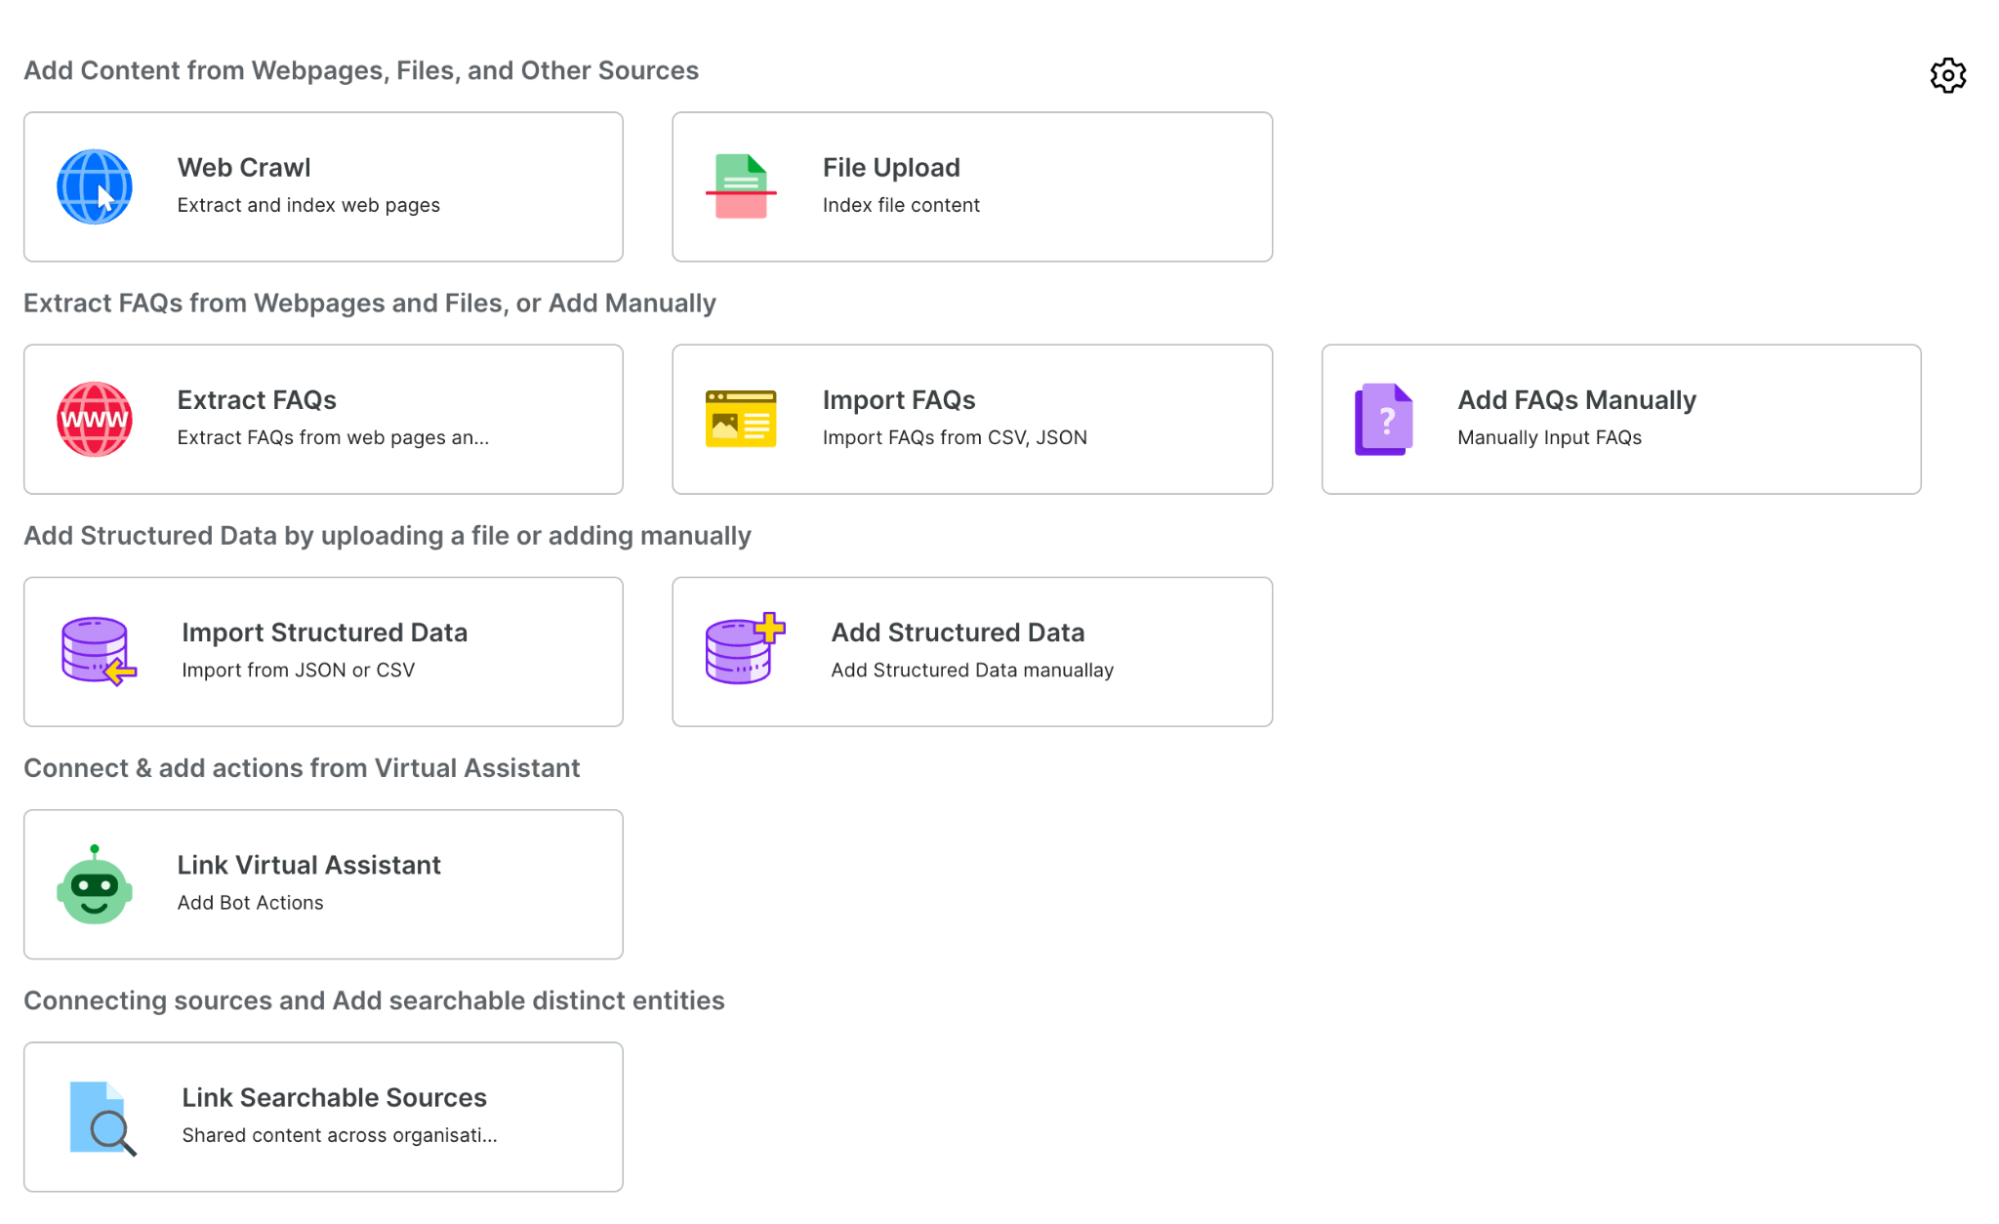 Add Content from Webpages, Files, and Other Sources
Web Crawl
Extract and index web pages
File Upload
Index file content
Extract FAQs from Webpages and Files, or Add Manually
WWW
Extract FAQs
Extract FAQs from web pages an...
Import FAQs
Import FAQs from CSV, JSON
?
Add FAQs Manually
Manually Input FAQs
Add Structured Data by uploading a file or adding manually
Import Structured Data
Import from JSON or CSV
Add Structured Data
Add Structured Data manuallay
Connect & add actions from Virtual Assistant
Link Virtual Assistant
Add Bot Actions
Connecting sources and Add searchable distinct entities
Link Searchable Sources
Shared content across organisati...